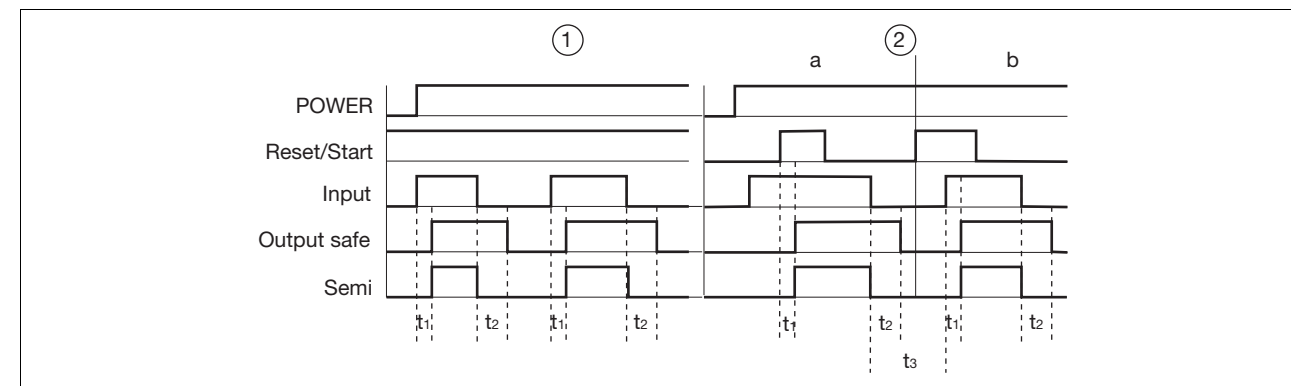 1 2
a b
POWER
Reset/Start
Input
Output safe
Semi
t1 t2 t1 t2 t1 t2 t1 t2
t3